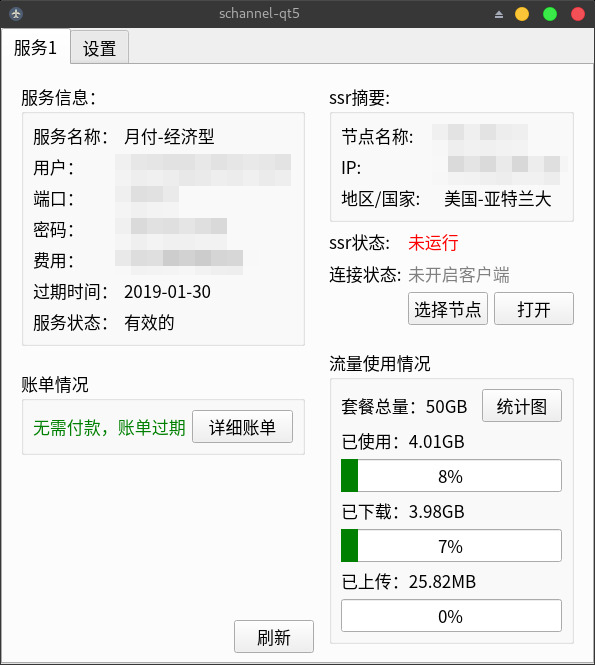 schannel-qt5
服务1 设置
服务信息：
服务名称： 月付-经济型
用户：
端口：
密码：
费用：
过期时间： 2019-01-30
服务状态： 有效的
账单情况
无需付款，账单过期 详细账单
刷新
ssr摘要:
节点名称:
IP:
地区/国家: 美国-亚特兰大
ssr状态: 未运行
连接状态: 未开启客户端
选择节点 打开
流量使用情况
套餐总量：50GB 统计图
已使用：4.01GB
8%
已下载：3.98GB
7%
已上传：25.82MB
0%